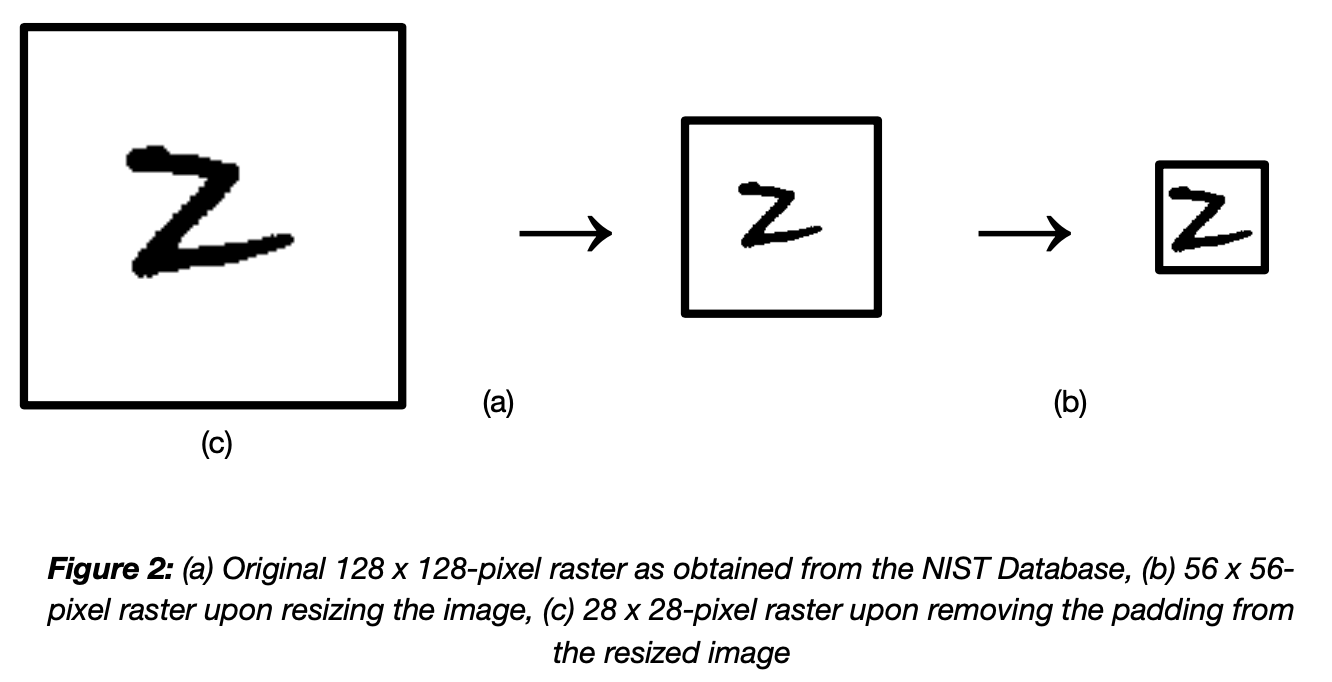 z
z
z
(a)
(b)
(c)
Figure 2: (a) Original 128 x 128-pixel raster as obtained from the NIST Database, (b) 56 x 56-
pixel raster upon resizing the image, (c) 28 x 28-pixel raster upon removing the padding from
the resized image